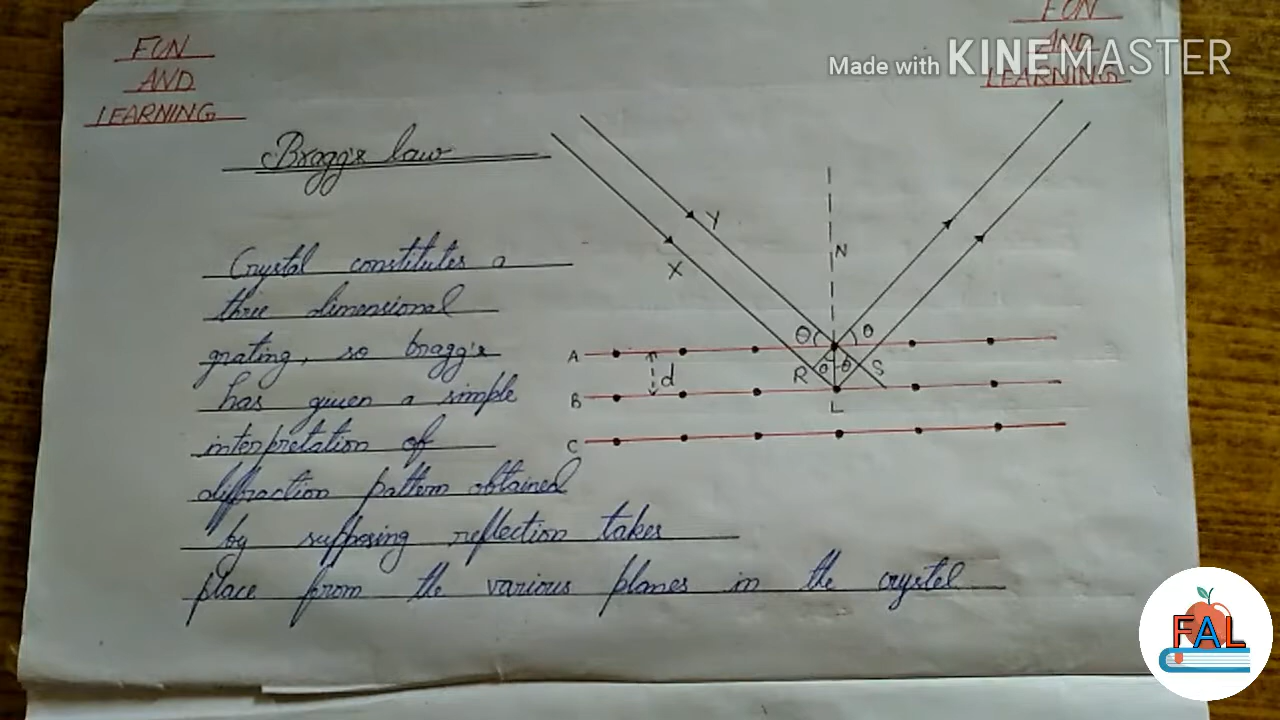 FUN
AND
LEARNING
FUN
AND
LEARNING
Made with KINEMASTER
Bragg's law
Crystal constitutes a
three dimensional
grating, so bragg's
has given a simple
interpretation of
diffraction pattern obtained
by supposing reflection takes
place from the various planes in the crystel
Y
X
N
θ θ
A
R θ θ S
d
B
L
C
FAL